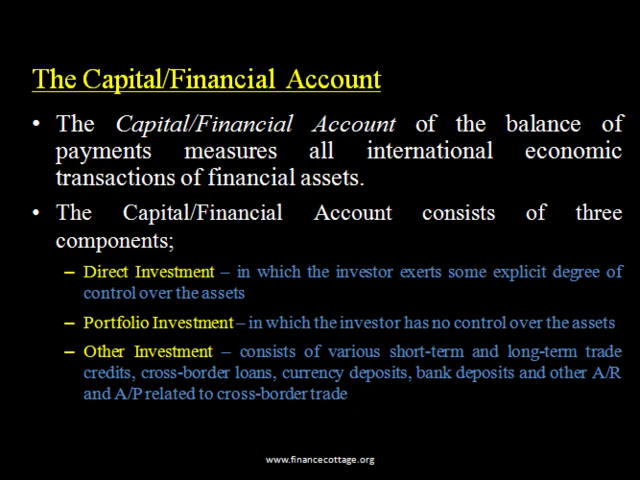 The Capital/Financial Account
• The Capital/Financial Account of the balance of
payments measures all international economic
transactions of financial assets.
• The Capital/Financial Account consists of three
components;
– Direct Investment – in which the investor exerts some explicit degree of
control over the assets
– Portfolio Investment – in which the investor has no control over the assets
– Other Investment – consists of various short-term and long-term trade
credits, cross-border loans, currency deposits, bank deposits and other A/R
and A/P related to cross-border trade
www.financecottage.org